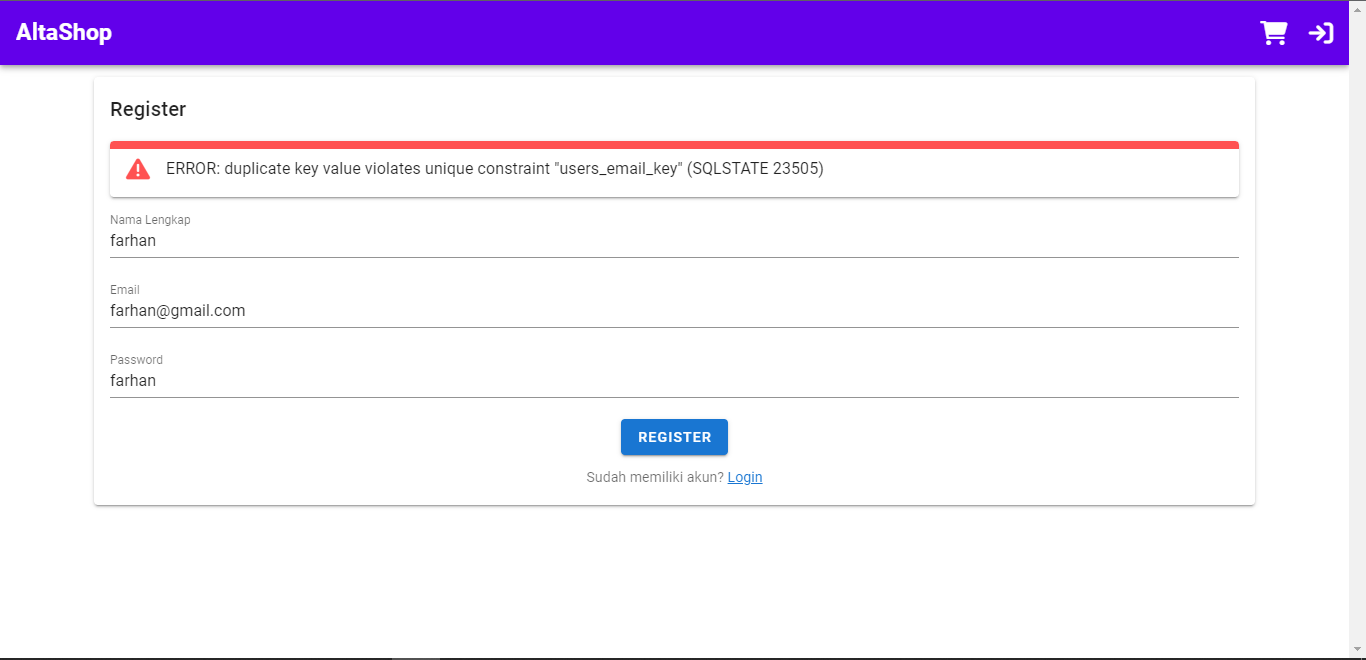 AltaShop
Register
ERROR: duplicate key value violates unique constraint "users_email_key" (SQLSTATE 23505)
Nama Lengkap
farhan
Email
farhan@gmail.com
Password
farhan
REGISTER
Sudah memiliki akun? Login